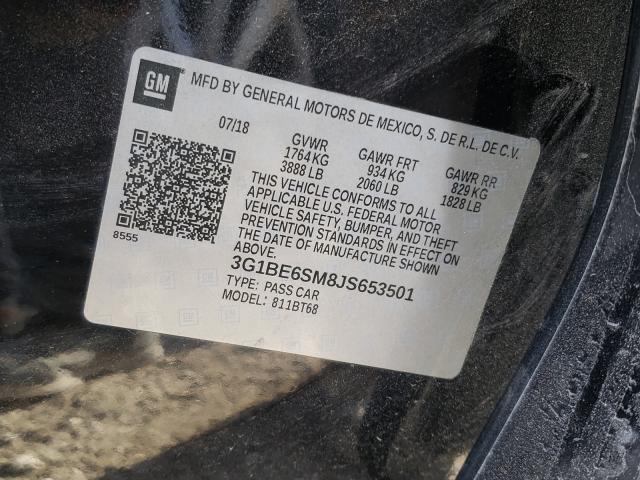 GM
MFD BY GENERAL MOTORS DE MEXICO, S. DE R.L. DE C.V.
07/18
GVWR
1764 KG
3888 LB
GAWR FRT
934 KG
2060 LB
GAWR RR
829 KG
1828 LB
THIS VEHICLE CONFORMS TO ALL
APPLICABLE U.S. FEDERAL MOTOR
VEHICLE SAFETY, BUMPER, AND THEFT
PREVENTION STANDARDS IN EFFECT ON
THE DATE OF MANUFACTURE SHOWN
ABOVE.
8555
3G1BE6SM8JS653501
TYPE: PASS CAR
MODEL: 811BT68